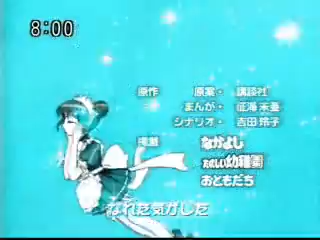 8:00
原作 原案・ 講談社
まんが・ 征海未亜
シナリオ・ 吉田玲子
掲載 なかよし
たのしい幼稚園
おともだち
なれた気がした